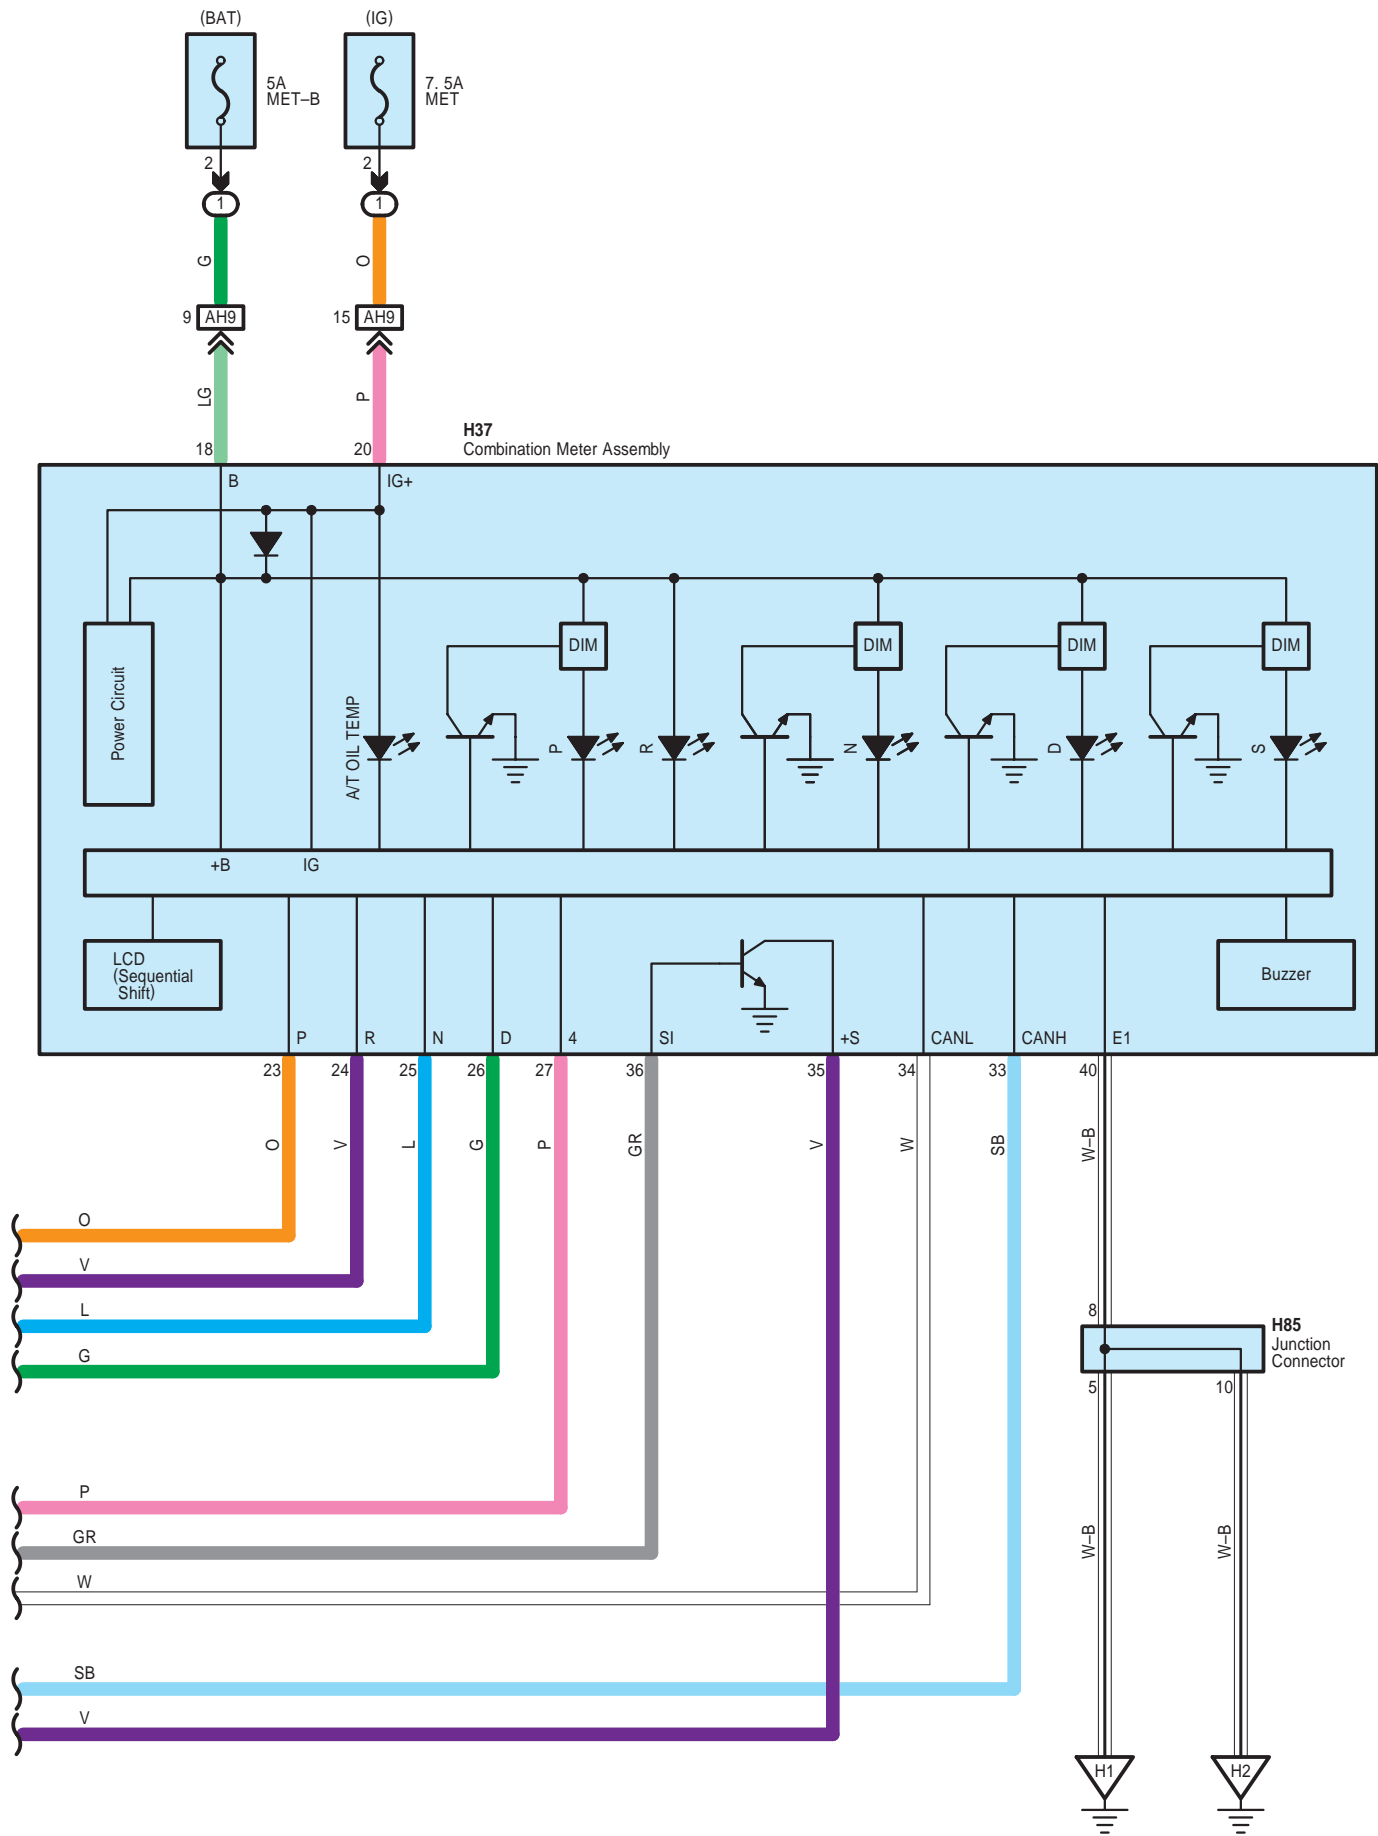 (BAT)
(IG)
5A
MET–B
7. 5A
MET
2
2
1
1
G
O
9
AH9
15
AH9
LG
P
18
20
H37
Combination Meter Assembly
B
IG+
Power Circuit
A/T OIL TEMP
DIM
DIM
DIM
DIM
P
R
N
D
S
+B
IG
LCD
(Sequential
Shift)
Buzzer
P
R
N
D
4
SI
+S
CANL
CANH
E1
23
24
25
26
27
36
35
34
33
40
O
V
L
G
P
GR
V
W
SB
W–B
O
V
L
G
8
H85
Junction
Connector
5
10
P
GR
W
W–B
W–B
SB
V
H1
H2